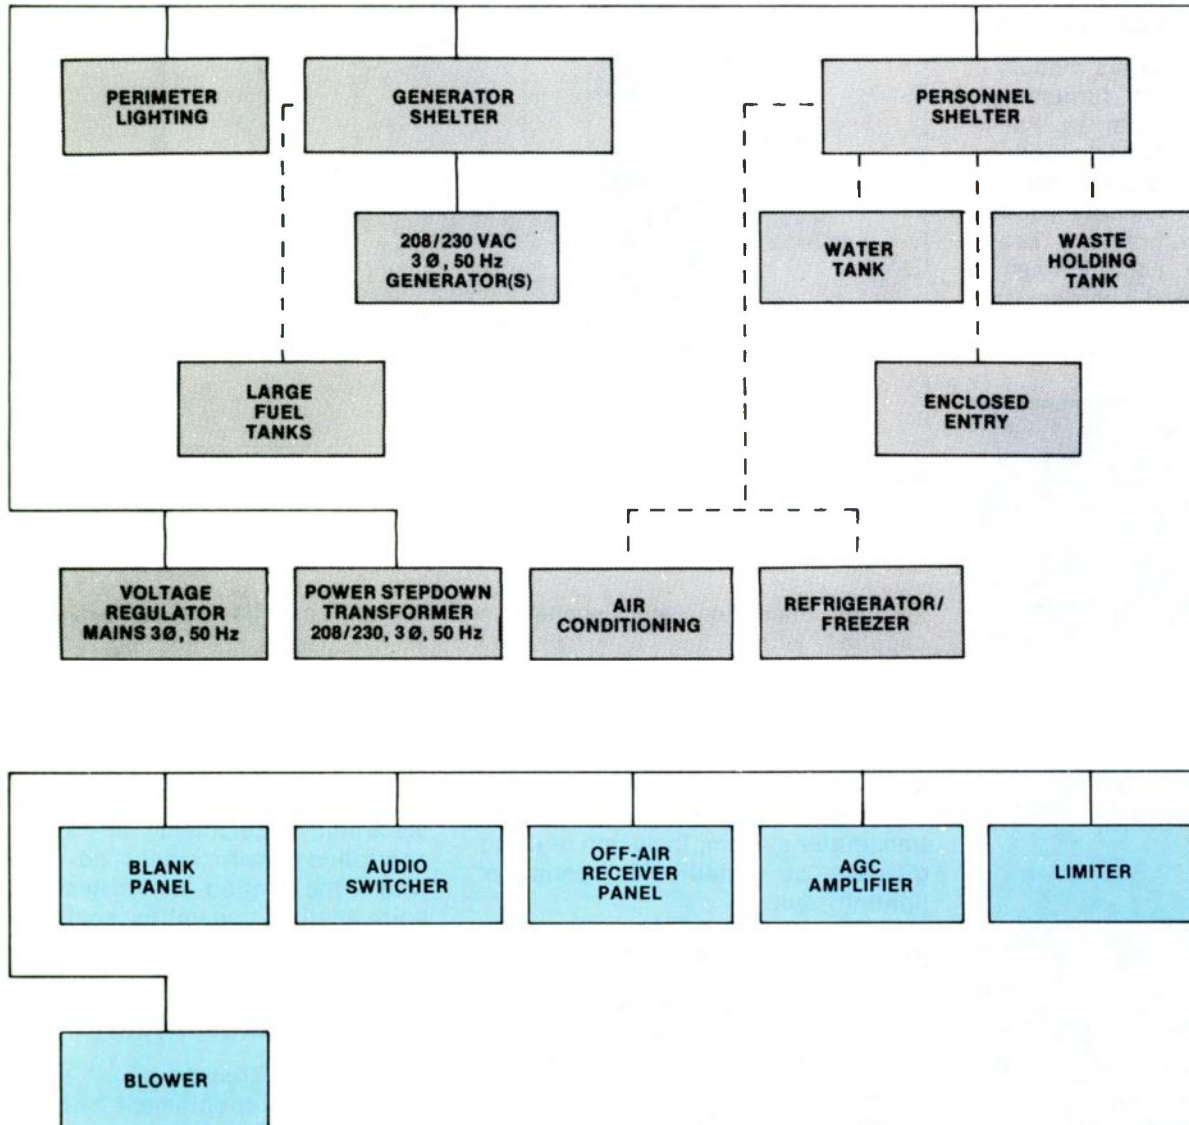 PERIMETER
LIGHTING
GENERATOR
SHELTER
PERSONNEL
SHELTER
208/230 VAC
3 Ø, 50 Hz
GENERATOR(S)
WATER
TANK
WASTE
HOLDING
TANK
LARGE
FUEL
TANKS
ENCLOSED
ENTRY
VOLTAGE
REGULATOR
MAINS 3Ø, 50 Hz
POWER STEPDOWN
TRANSFORMER
208/230, 3 Ø, 50 Hz
AIR
CONDITIONING
REFRIGERATOR/
FREEZER
BLANK
PANEL
AUDIO
SWITCHER
OFF-AIR
RECEIVER
PANEL
AGC
AMPLIFIER
LIMITER
BLOWER